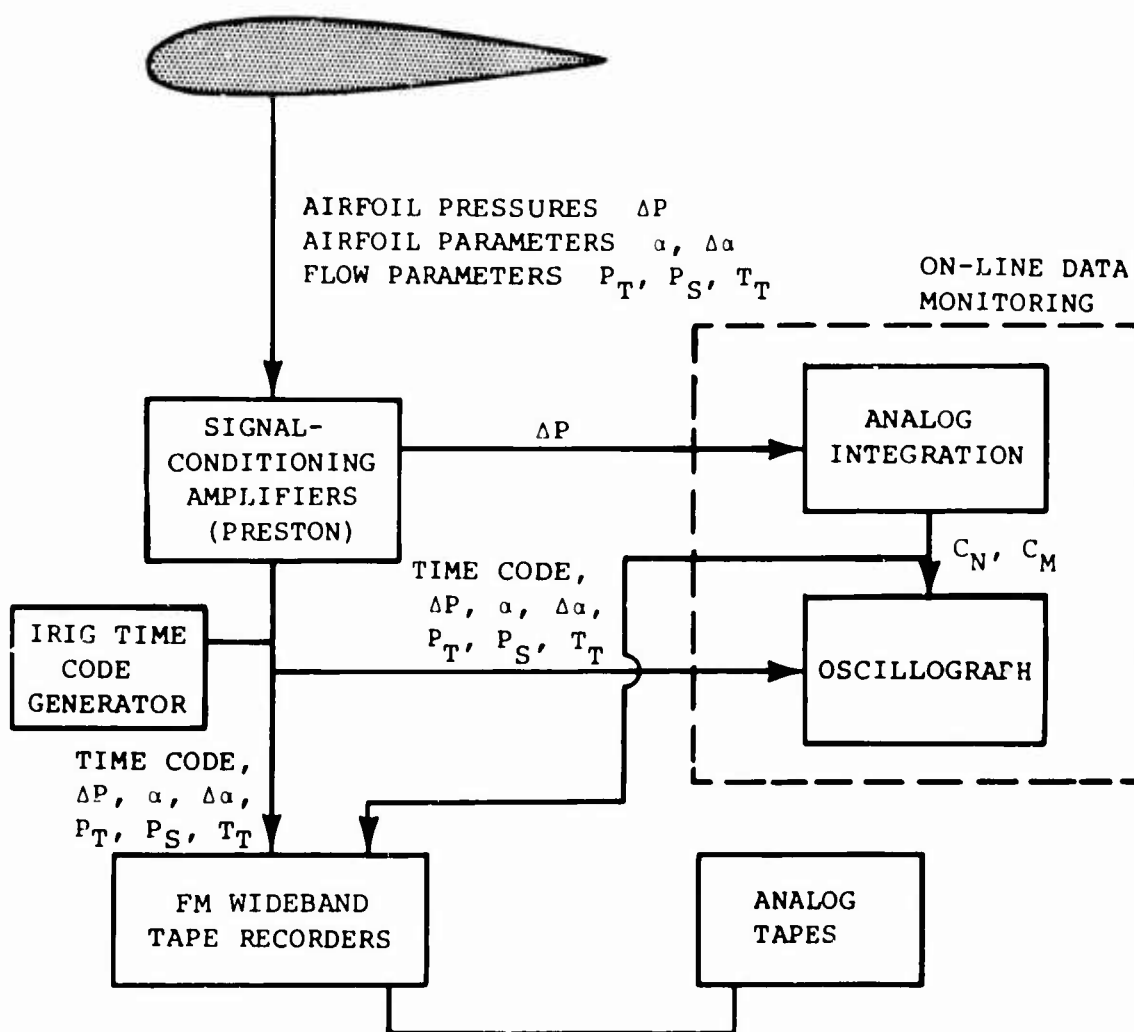 AIRFOIL PRESSURES ΔP
AIRFOIL PARAMETERS α, Δα
FLOW PARAMETERS P_T, P_S, T_T
ON-LINE DATA
MONITORING
SIGNAL-
CONDITIONING
AMPLIFIERS
(PRESTON)
ΔP
ANALOG
INTEGRATION
C_N, C_M
TIME CODE,
ΔP, α, Δα,
P_T, P_S, T_T
IRIG TIME
CODE
GENERATOR
OSCILLOGRAPH
TIME CODE,
ΔP, α, Δα,
P_T, P_S, T_T
FM WIDEBAND
TAPE RECORDERS
ANALOG
TAPES